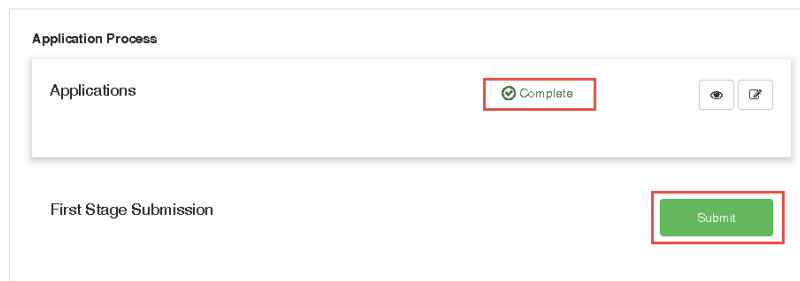 Application Process
Applications
Complete
First Stage Submission
Submit